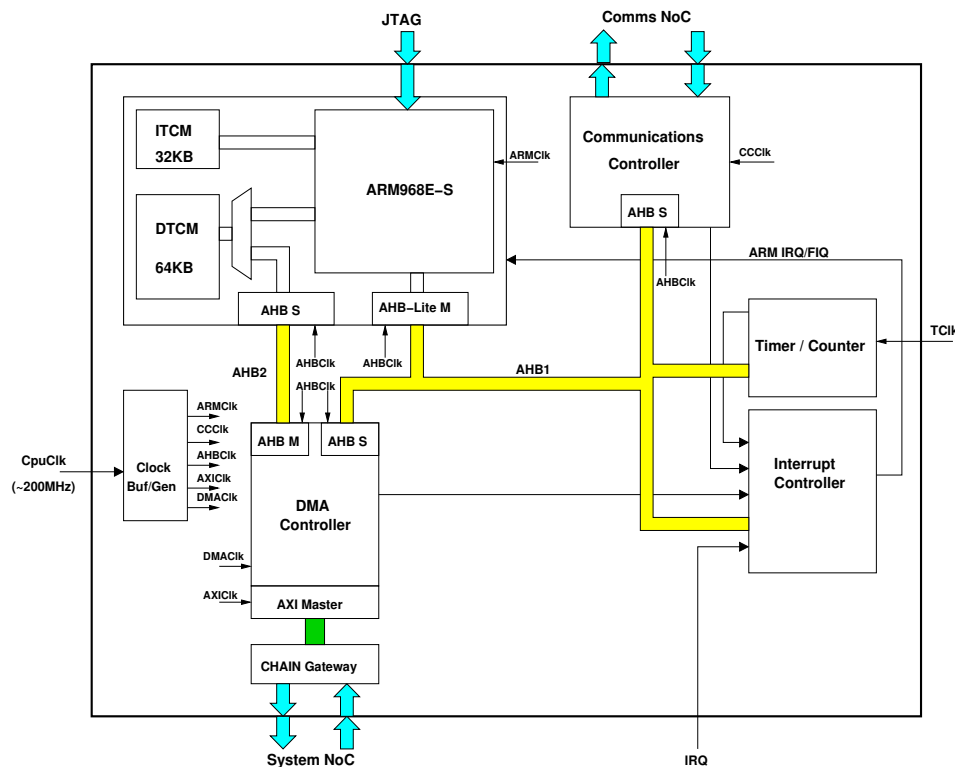 JTAG
Comms NoC
ITCM
32KB
ARM968E−S
DTCM
64KB
ARMClk
Communications
Controller
CCClk
AHB S
AHBClk
ARM IRQ/FIQ
AHB S
AHB−Lite M
AHBClk
AHBClk
AHBClk
AHB2
AHB1
Timer / Counter
TClk
CpuClk
(~200MHz)
Clock
Buf/Gen
ARMClk
CCClk
AHBClk
AXIClk
DMAClk
AHB M
AHB S
DMA
Controller
Interrupt
Controller
DMAClk
AXIClk
AXI Master
CHAIN Gateway
System NoC
IRQ